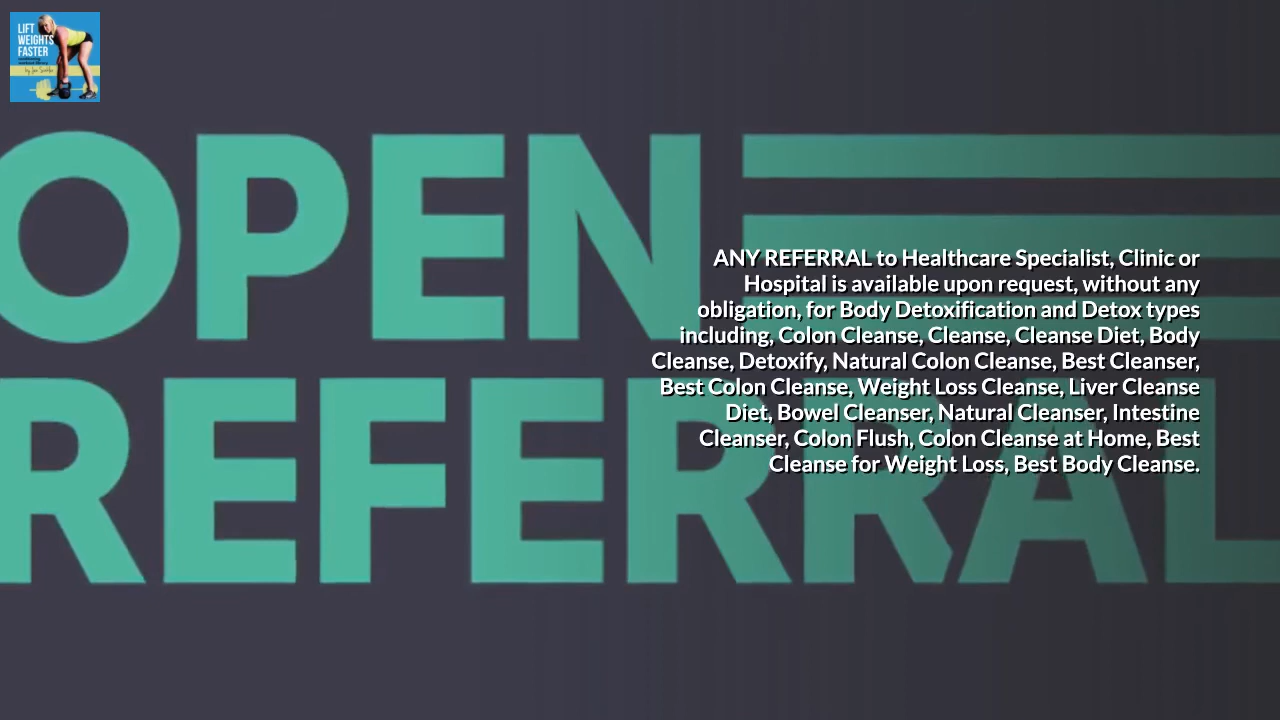 LIFT
WEIGHTS
FASTER
OPEN
REFERRAL
ANY REFERRAL to Healthcare Specialist, Clinic or
Hospital is available upon request, without any
obligation, for Body Detoxification and Detox types
including, Colon Cleanse, Cleanse, Cleanse Diet, Body
Cleanse, Detoxify, Natural Colon Cleanse, Best Cleanser,
Best Colon Cleanse, Weight Loss Cleanse, Liver Cleanse
Diet, Bowel Cleanser, Natural Cleanser, Intestine
Cleanser, Colon Flush, Colon Cleanse at Home, Best
Cleanse for Weight Loss, Best Body Cleanse.